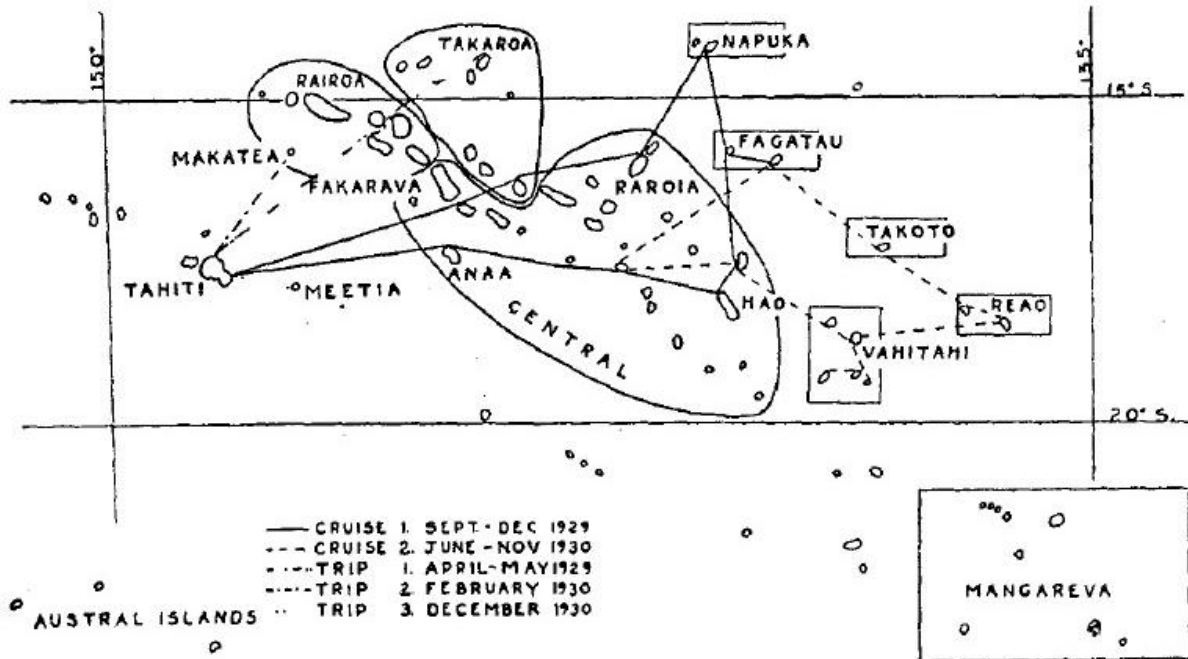 150°
135°
TAKAROA
NAPUKA
RAIROA
15° S
MAKATEA
FAGATAU
FAKARAVA
RAROIA
TAKOTO
TAHITI
MEETIA
ANAA
HAO
REAO
VAHITAHI
CENTRAL
20° S.
CRUISE 1. SEPT.-DEC 1929
CRUISE 2. JUNE-NOV 1930
TRIP 1. APRIL-MAY 1929
TRIP 2. FEBRUARY 1930
TRIP 3. DECEMBER 1930
MANGAREVA
AUSTRAL ISLANDS